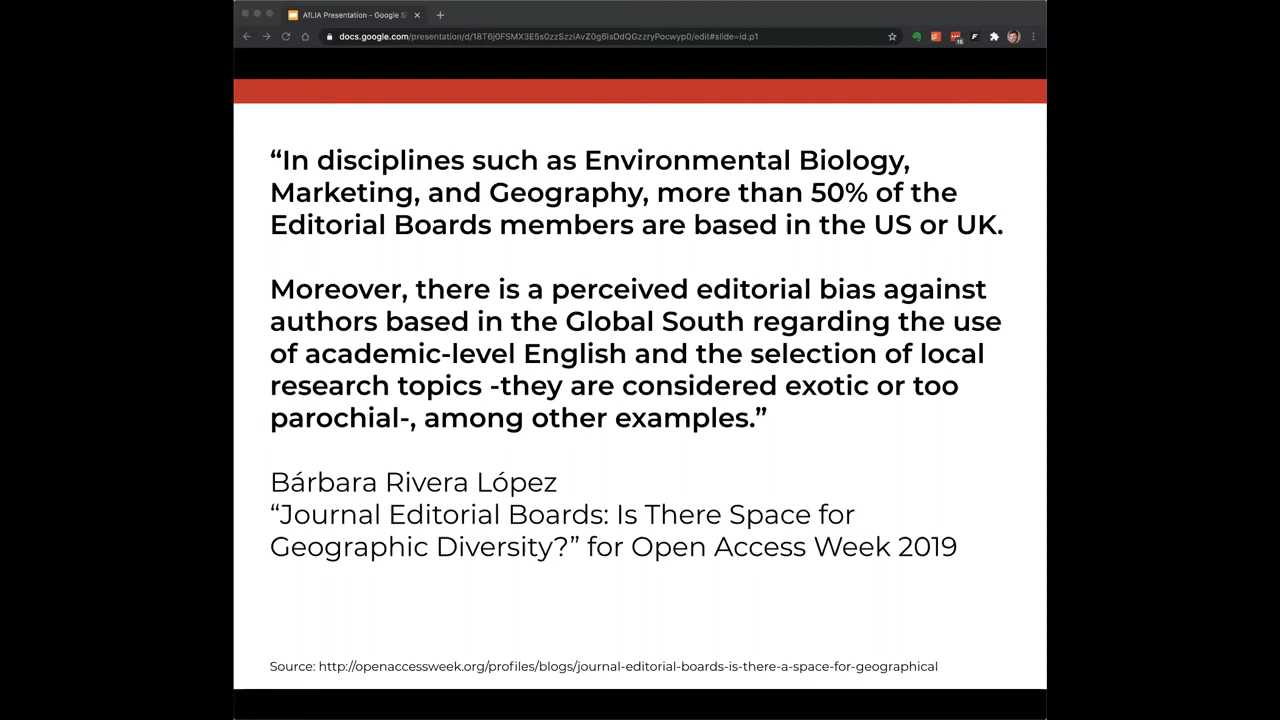 AfLIA Presentation - Google S
docs.google.com/presentation/d/
“In disciplines such as Environmental Biology,
Marketing, and Geography, more than 50% of the
Editorial Boards members are based in the US or UK.
Moreover, there is a perceived editorial bias against
authors based in the Global South regarding the use
of academic-level English and the selection of local
research topics -they are considered exotic or too
parochial-, among other examples.”
Bárbara Rivera López
“Journal Editorial Boards: Is There Space for
Geographic Diversity?” for Open Access Week 2019
Source: http://openaccessweek.org/profiles/blogs/journal-editorial-boards-is-there-a-space-for-geographical